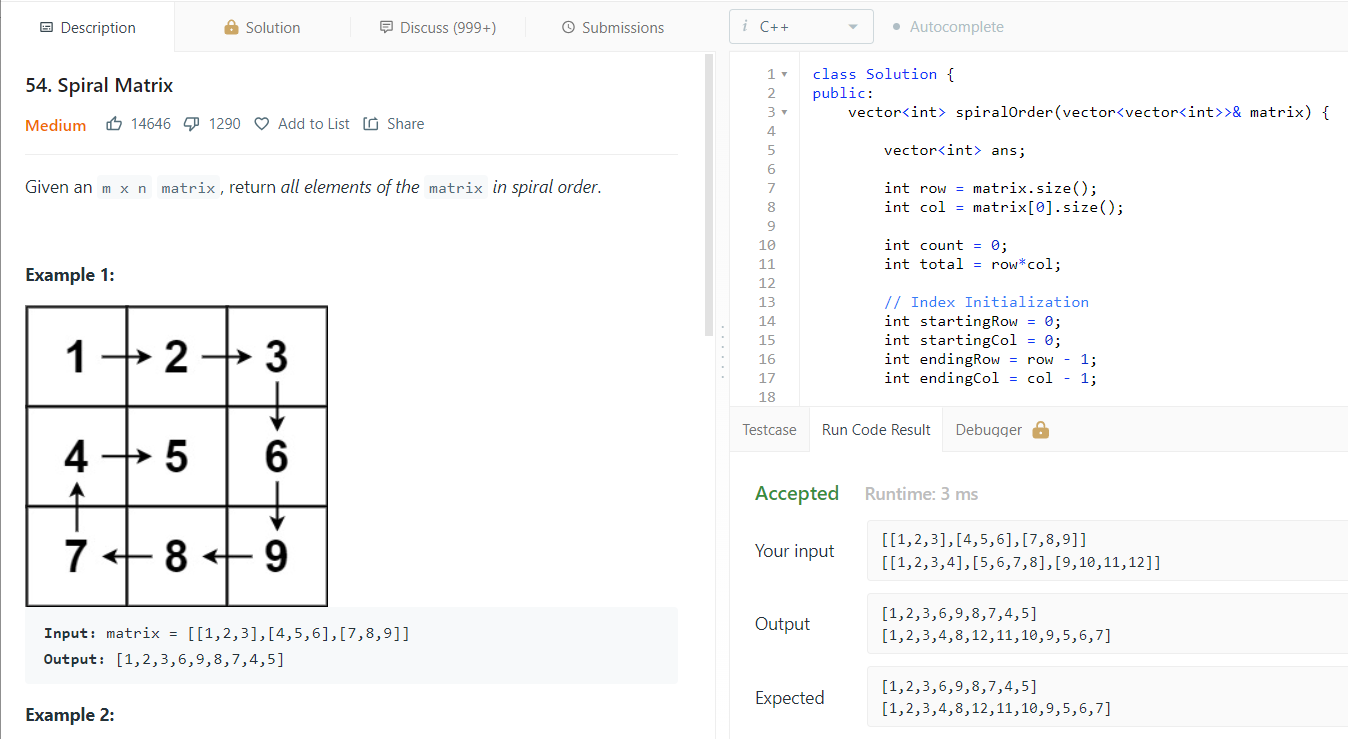 Description
Solution
Discuss (999+)
Submissions
54. Spiral Matrix
Medium 14646 1290 Add to List Share
Given an m x n matrix, return all elements of the matrix in spiral order.
Example 1:
1 2 3
4 5 6
7 8 9
Input: matrix = [[1,2,3],[4,5,6],[7,8,9]]
Output: [1,2,3,6,9,8,7,4,5]
Example 2:
i C++
Autocomplete
1 class Solution {
2 public:
3 vector<int> spiralOrder(vector<vector<int>>& matrix) {
4
5 vector<int> ans;
6
7 int row = matrix.size();
8 int col = matrix[0].size();
9
10 int count = 0;
11 int total = row*col;
12
13 // Index Initialization
14 int startingRow = 0;
15 int startingCol = 0;
16 int endingRow = row - 1;
17 int endingCol = col - 1;
18
Testcase
Run Code Result
Debugger
Accepted Runtime: 3 ms
Your input
[[1,2,3],[4,5,6],[7,8,9]]
[[1,2,3,4],[5,6,7,8],[9,10,11,12]]
Output
[1,2,3,6,9,8,7,4,5]
[1,2,3,4,8,12,11,10,9,5,6,7]
Expected
[1,2,3,6,9,8,7,4,5]
[1,2,3,4,8,12,11,10,9,5,6,7]